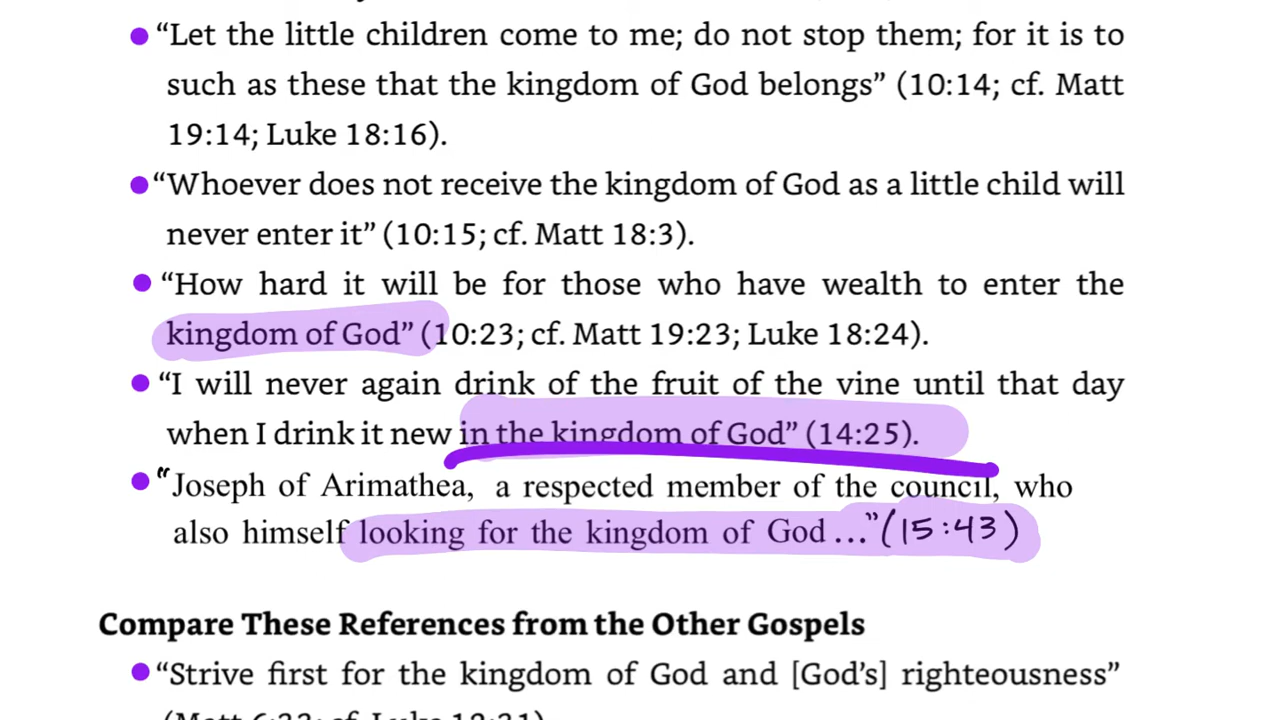 ● “Let the little children come to me; do not stop them; for it is to
such as these that the kingdom of God belongs” (10:14; cf. Matt
19:14; Luke 18:16).
● “Whoever does not receive the kingdom of God as a little child will
never enter it” (10:15; cf. Matt 18:3).
● “How hard it will be for those who have wealth to enter the
kingdom of God” (10:23; cf. Matt 19:23; Luke 18:24).
● “I will never again drink of the fruit of the vine until that day
when I drink it new in the kingdom of God” (14:25).
● “Joseph of Arimathea, a respected member of the council, who
also himself looking for the kingdom of God ...” (15:43)
Compare These References from the Other Gospels
● “Strive first for the kingdom of God and [God’s] righteousness”